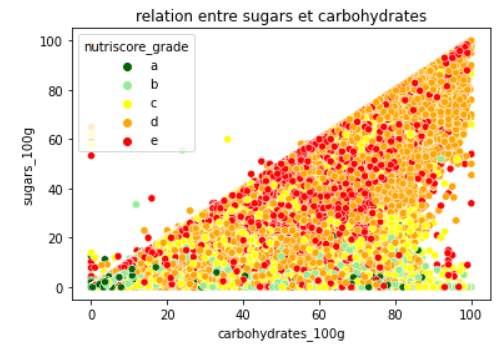 relation entre sugars et carbohydrates
nutriscore_grade
a
b
c
d
e
sugars_100g
100
80
60
40
20
0
0 20 40 60 80 100
carbohydrates_100g